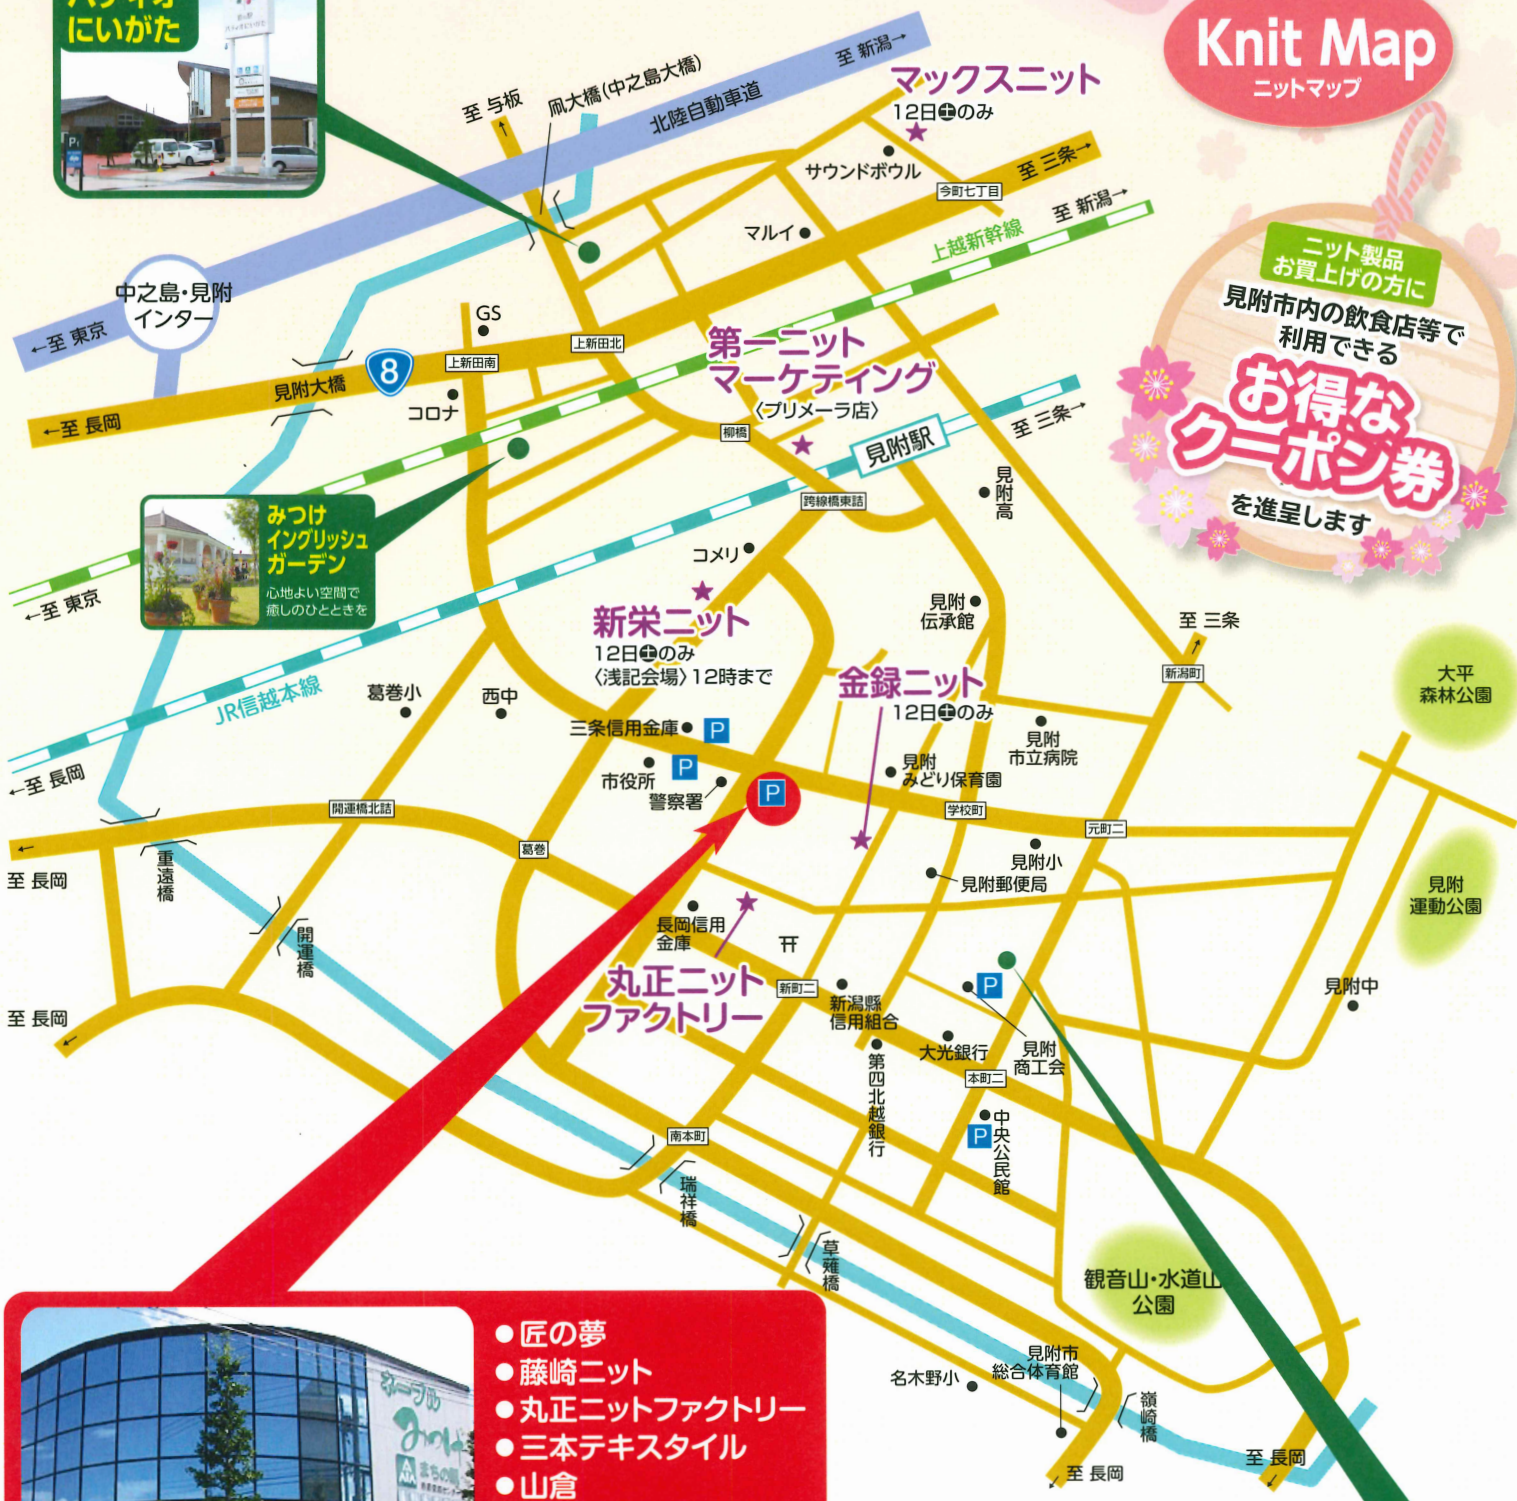 パティオ
にいがた
Knit Map
ニットマップ
ニット製品
お買上げの方に
見附市内の飲食店等で
利用できる
お得な
クーポン券
を進呈します
至 新潟→
至 与板
凧大橋(中之島大橋)
北陸自動車道
マックスニット
12日㊏のみ
サウンドボウル
至 三条→
今町七丁目
至 新潟→
マルイ
上越新幹線
中之島・見附
インター
←至 東京
GS
上新田南
上新田北
8
見附大橋
←至 長岡
コロナ
第一ニット
マーケティング
〈プリメーラ店〉
柳橋
見附駅
至 三条→
見附高
跨線橋東詰
みつけ
イングリッシュ
ガーデン
心地よい空間で
癒しのひとときを
←至 東京
コメリ
新栄ニット
12日㊏のみ
〈浅記会場〉12時まで
見附
伝承館
至 三条
新潟町
大平
森林公園
金録ニット
12日㊏のみ
JR信越本線
葛巻小
西中
三条信用金庫
P
市役所
P
警察署
P
見附
市立病院
見附
みどり保育園
←至 長岡
開運橋北詰
学校町
元町二
葛巻
見附小
見附郵便局
至 長岡
重遠橋
見附
運動公園
長岡信用
金庫
開運橋
丸正ニット
ファクトリー
新町二
新潟縣
信用組合
P
見附中
至 長岡
大光銀行
見附
商工会
第四北越銀行
本町二
中央公民館
P
南本町
瑞祥橋
草薙橋
観音山・水道山
公園
見附市
総合体育館
名木野小
嶺崎橋
至 長岡
至 長岡
ネーブル
みつけ
まちの駅
P
●匠の夢
●藤崎ニット
●丸正ニットファクトリー
●三本テキスタイル
●山倉